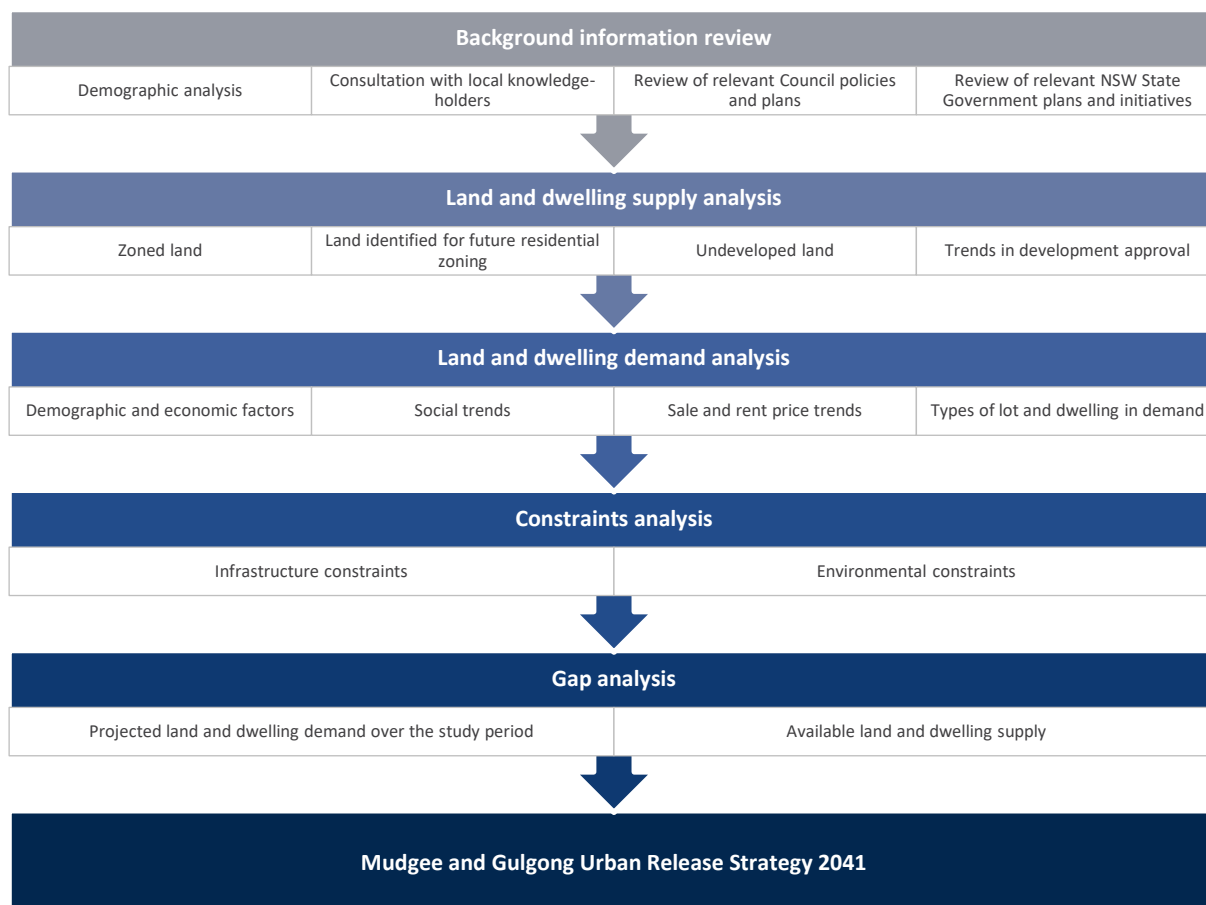 Background information review
Demographic analysis
Consultation with local knowledge-
holders
Review of relevant Council policies
and plans
Review of relevant NSW State
Government plans and initiatives
Land and dwelling supply analysis
Zoned land
Land identified for future residential
zoning
Undeveloped land
Trends in development approval
Land and dwelling demand analysis
Demographic and economic factors
Social trends
Sale and rent price trends
Types of lot and dwelling in demand
Constraints analysis
Infrastructure constraints
Environmental constraints
Gap analysis
Projected land and dwelling demand over the study period
Available land and dwelling supply
Mudgee and Gulgong Urban Release Strategy 2041